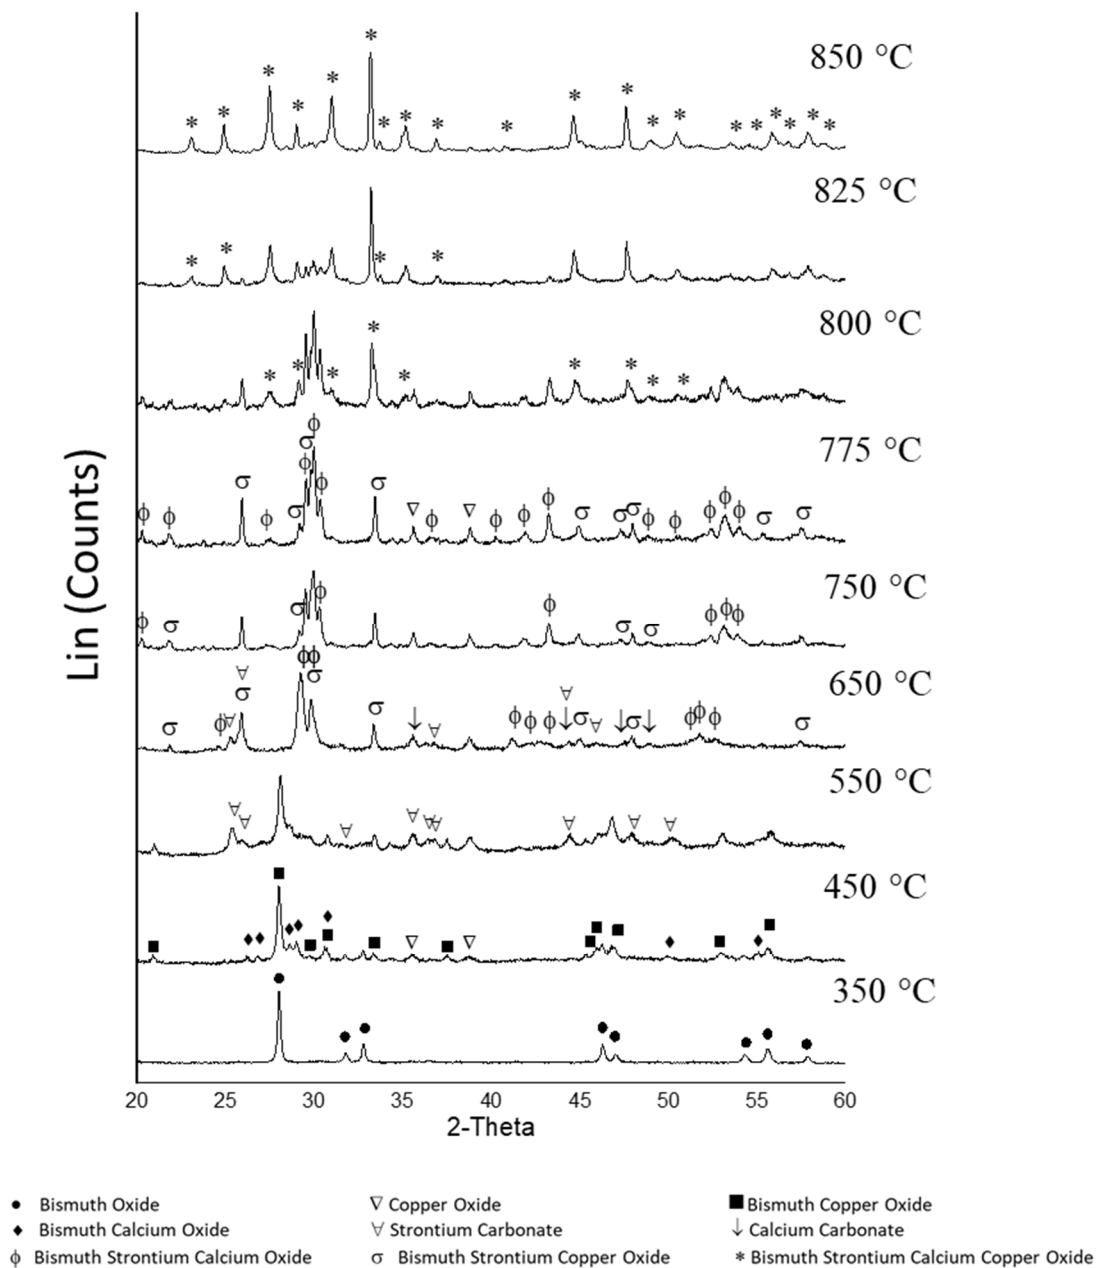 850 °C
825 °C
800 °C
775 °C
750 °C
650 °C
550 °C
450 °C
350 °C
Lin (Counts)
20 25 30 35 40 45 50 55 60
2-Theta
● Bismuth Oxide ▽ Copper Oxide ■ Bismuth Copper Oxide
♦ Bismuth Calcium Oxide ∀ Strontium Carbonate ↓ Calcium Carbonate
ϕ Bismuth Strontium Calcium Oxide σ Bismuth Strontium Copper Oxide * Bismuth Strontium Calcium Copper Oxide